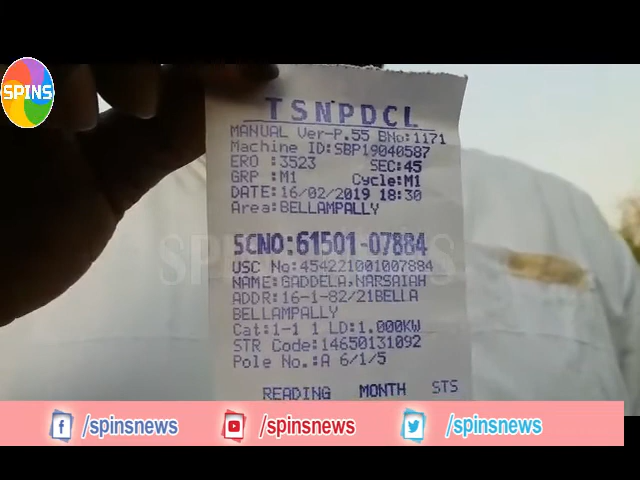 SPINS
TSNPDCL
MANUAL Ver-P.55 BNo:1171
Machine ID:SBP19040587
ERO :3523 SEC:45
GRP :M1 Cycle:M1
DATE:16/02/2019 18:30
Area:BELLAMPALLY
SCNO:61501-07884
USC No:454221001007884
NAME:GADDELA,NARSAIAH
ADDR:16-1-82/21BELLA
BELLAMPALLY
Cat:1-1 1 LD:1.000KW
STR Code:14650131092
Pole No.:A 6/1/5
READING MONTH STS
/spinsnews /spinsnews /spinsnews